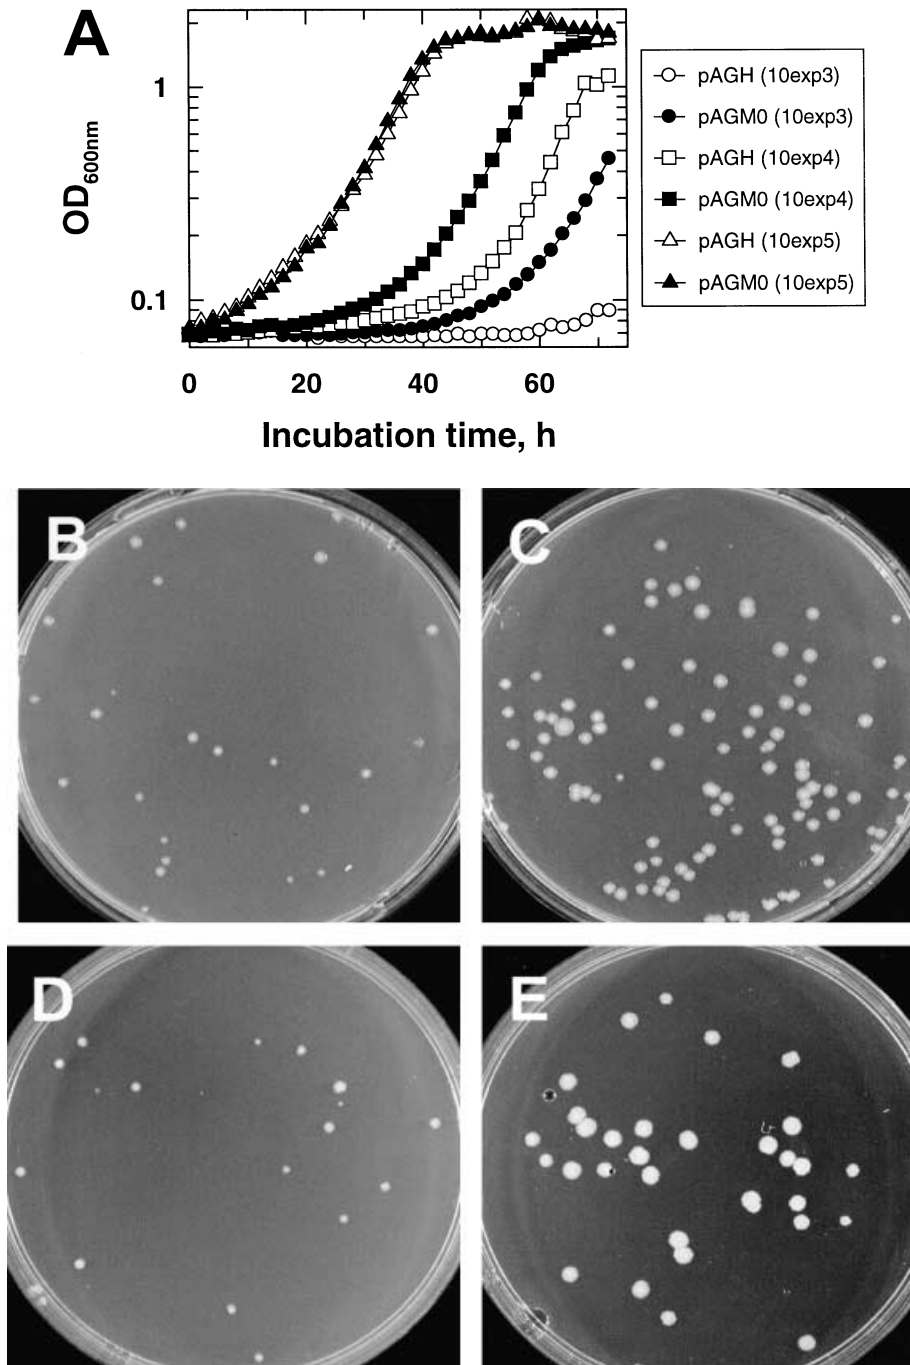 A
1
0.1
OD600nm
0
20
40
60
Incubation time, h
pAGH (10exp3)
pAGM0 (10exp3)
pAGH (10exp4)
pAGM0 (10exp4)
pAGH (10exp5)
pAGM0 (10exp5)
B
C
D
E